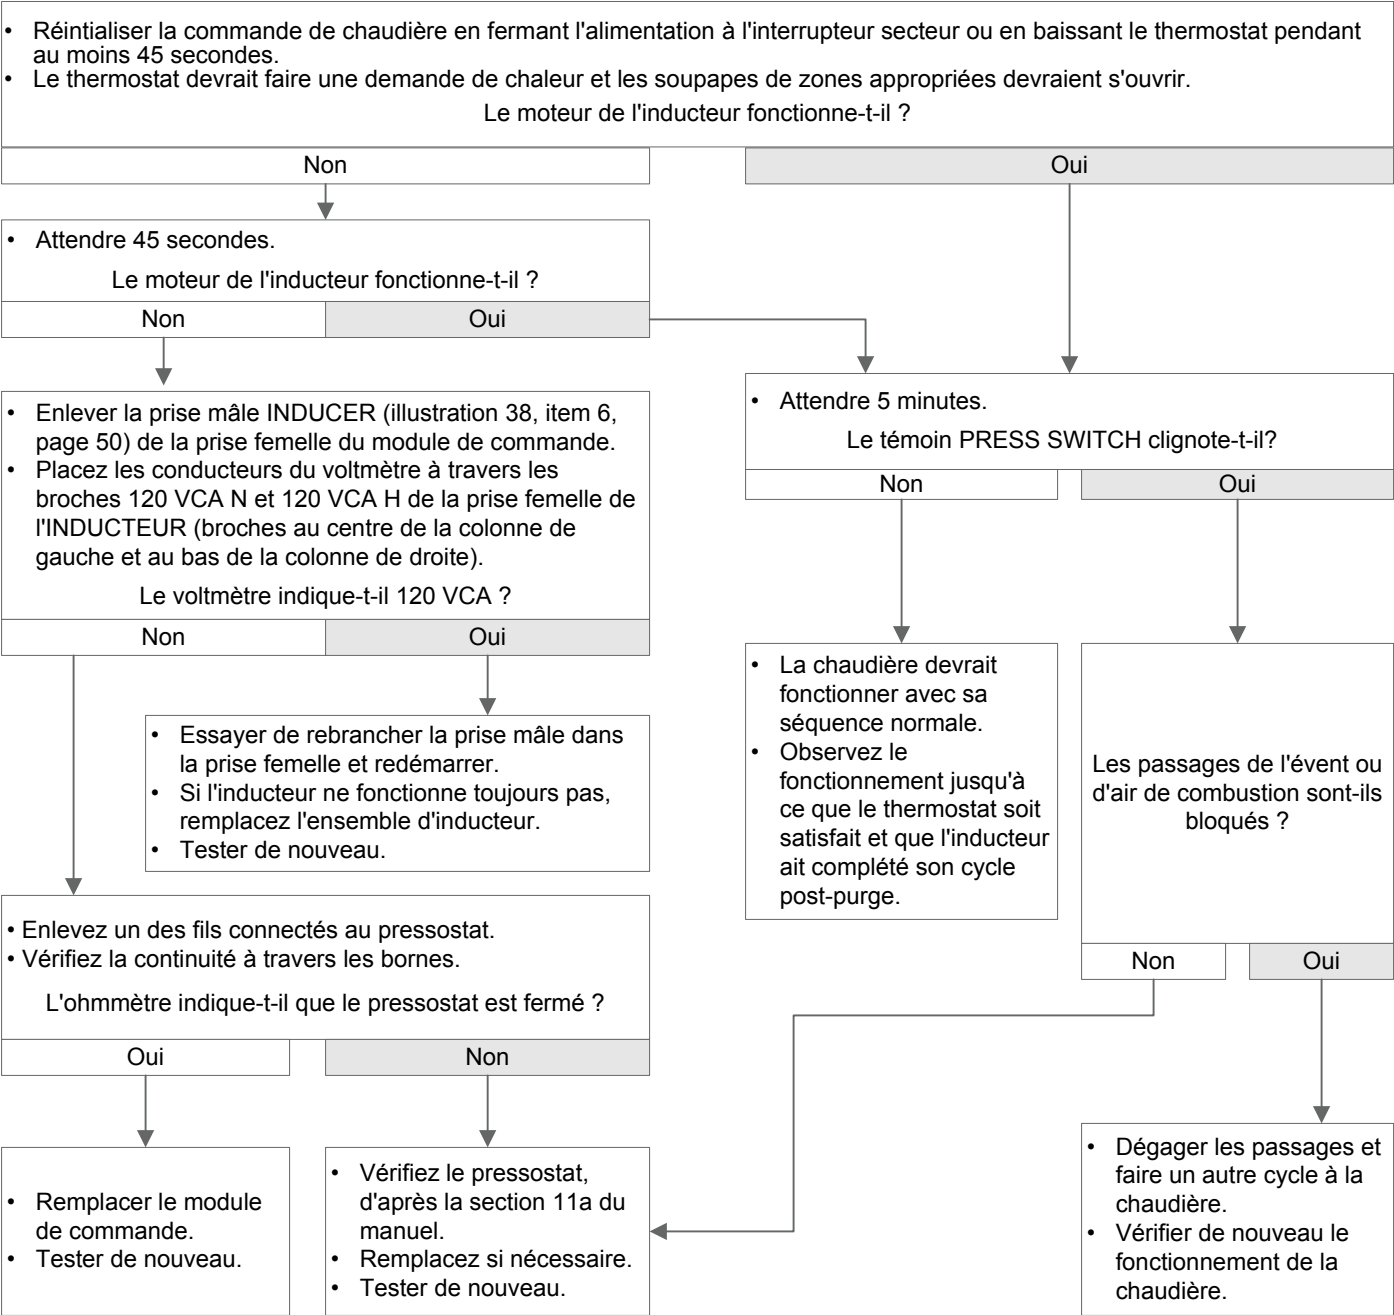 • Réintialiser la commande de chaudière en fermant l'alimentation à l'interrupteur secteur ou en baissant le thermostat pendant
au moins 45 secondes.
• Le thermostat devrait faire une demande de chaleur et les soupapes de zones appropriées devraient s'ouvrir.
Le moteur de l'inducteur fonctionne-t-il ?
Non
Oui
• Attendre 45 secondes.
Le moteur de l'inducteur fonctionne-t-il ?
Non
Oui
• Enlever la prise mâle INDUCER (illustration 38, item 6,
page 50) de la prise femelle du module de commande.
• Placez les conducteurs du voltmètre à travers les
broches 120 VCA N et 120 VCA H de la prise femelle de
l'INDUCTEUR (broches au centre de la colonne de
gauche et au bas de la colonne de droite).
Le voltmètre indique-t-il 120 VCA ?
Non
Oui
• Attendre 5 minutes.
Le témoin PRESS SWITCH clignote-t-il?
Non
Oui
• Essayer de rebrancher la prise mâle dans
la prise femelle et redémarrer.
• Si l'inducteur ne fonctionne toujours pas,
remplacez l'ensemble d'inducteur.
• Tester de nouveau.
• La chaudière devrait
fonctionner avec sa
séquence normale.
• Observez le
fonctionnement jusqu'à
ce que le thermostat soit
satisfait et que l'inducteur
ait complété son cycle
post-purge.
Les passages de l'évent ou
d'air de combustion sont-ils
bloqués ?
Non
Oui
• Enlevez un des fils connectés au pressostat.
• Vérifiez la continuité à travers les bornes.
L'ohmmètre indique-t-il que le pressostat est fermé ?
Oui
Non
• Remplacer le module
de commande.
• Tester de nouveau.
• Vérifiez le pressostat,
d'après la section 11a du
manuel.
• Remplacez si nécessaire.
• Tester de nouveau.
• Dégager les passages et
faire un autre cycle à la
chaudière.
• Vérifier de nouveau le
fonctionnement de la
chaudière.